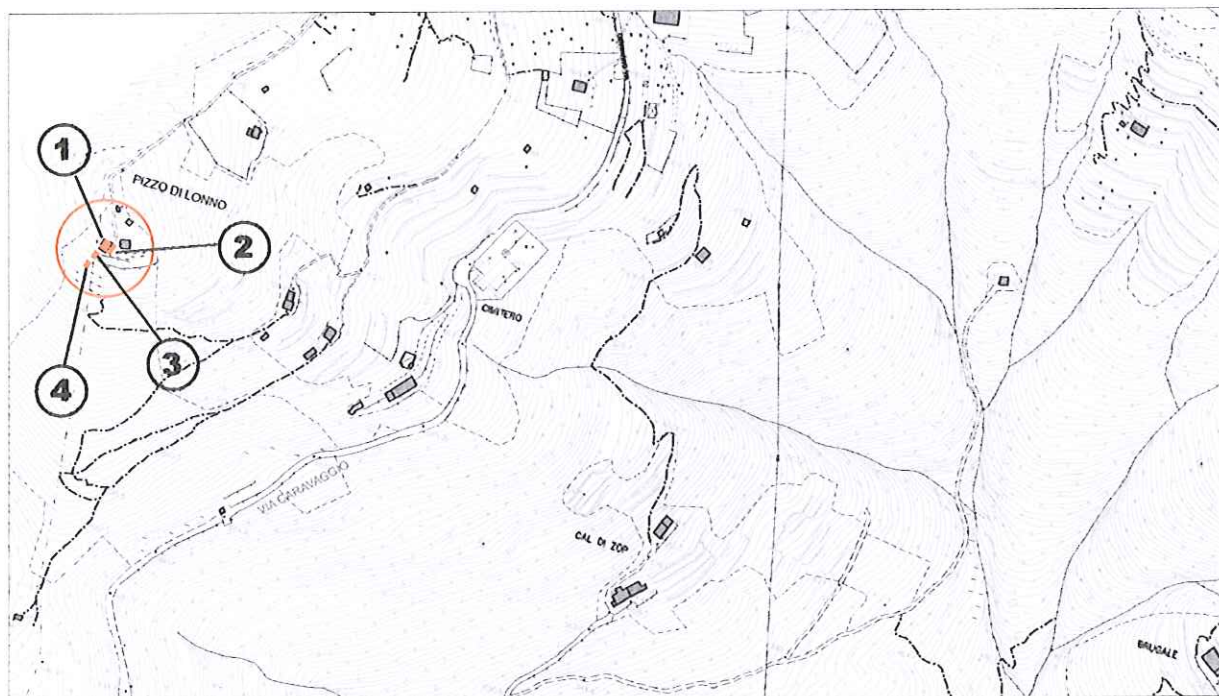 1
PIZZO DI LONNO
2
3
4
CIMITERO
VIA CARAVAGGIO
CAL DI ZOP
BRUGALE